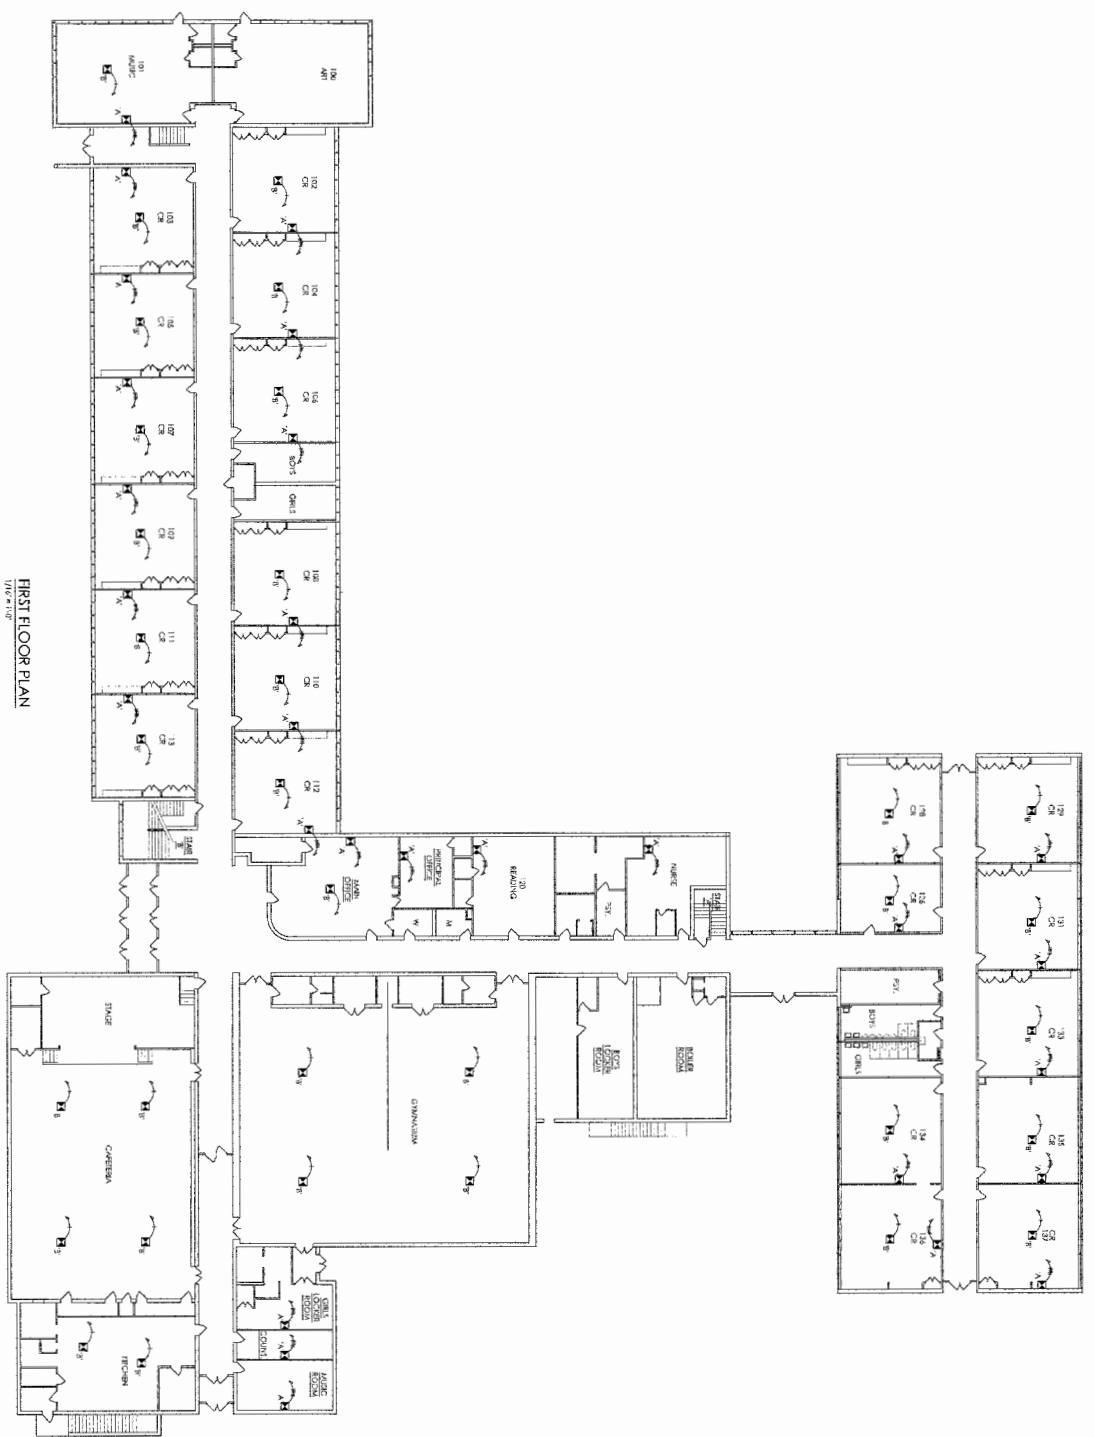 100
ART
101
MUSIC
'B'
'A'
102
CR
'B'
'A'
103
CR
'B'
'A'
104
CR
'B'
'A'
105
CR
'B'
'A'
106
CR
'B'
'A'
107
CR
'B'
'A'
BOYS
GIRLS
109
CR
'B'
'A'
108
CR
'B'
'A'
111
CR
'B'
'A'
110
CR
'B'
'A'
113
CR
'B'
'A'
112
CR
'B'
'A'
STAIR
'B'
MAIN
OFFICE
'A'
'B'
PRINCIPAL
OFFICE
'A'
W
M
120
READING
'A'
PSY.
NURSE
'A'
STAIR
128
CR
'B'
'A'
126
CR
'B'
'A'
129
CR
'B'
'A'
131
CR
'B'
'A'
133
CR
'B'
'A'
135
CR
'B'
'A'
CR
137
'B'
'A'
PSY.
BOYS
GIRLS
134
CR
'B'
'A'
136
CR
'B'
'A'
STAGE
CAFETERIA
'B'
'B'
'B'
'B'
GYMNASIUM
'B'
'B'
'B'
'B'
BOYS
LOCKER
ROOM
BOILER
ROOM
GIRLS
LOCKER
ROOM
'A'
COUNS.
'A'
MUSIC
ROOM
'A'
KITCHEN
'B'
'B'
FIRST FLOOR PLAN
1/16"=1'-0"